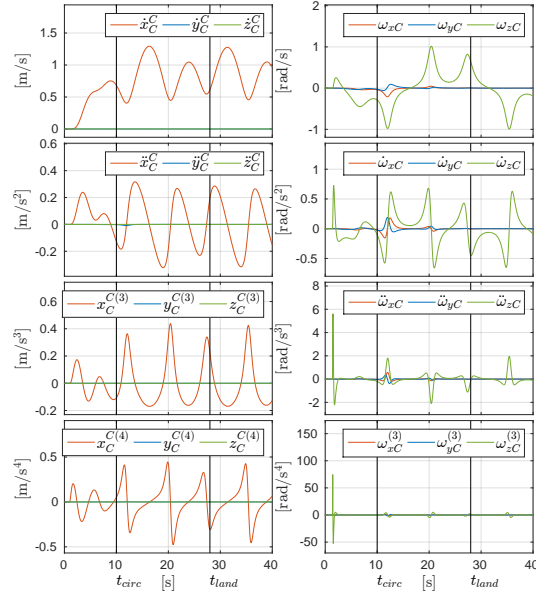 ẋ_C^C ẏ_C^C ż_C^C
[m/s]
1.5
1
0.5
0
ω_xC ω_yC ω_zC
[rad/s]
2
1
0
-1
ẍ_C^C ÿ_C^C z̈_C^C
[m/s²]
0.6
0.4
0.2
0
-0.2
ω̇_xC ω̇_yC ω̇_zC
[rad/s²]
1
0.5
0
-0.5
x_C^C(3) y_C^C(3) z_C^C(3)
[m/s³]
0.6
0.4
0.2
0
-0.2
ω̈_xC ω̈_yC ω̈_zC
[rad/s³]
8
6
4
2
0
-2
x_C^C(4) y_C^C(4) z_C^C(4)
[m/s⁴]
0.5
0
-0.5
0 10 20 28 40
t_circ [s] t_land
ω_xC^(3) ω_yC^(3) ω_zC^(3)
[rad/s⁴]
150
100
50
0
-50
0 10 20 28 40
t_circ [s] t_land